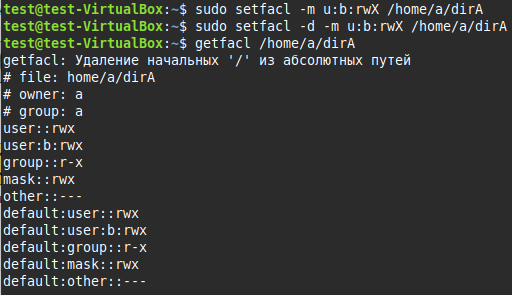 test@test-VirtualBox:~$ sudo setfacl -m u:b:rwX /home/a/dirA
test@test-VirtualBox:~$ sudo setfacl -d -m u:b:rwX /home/a/dirA
test@test-VirtualBox:~$ getfacl /home/a/dirA
getfacl: Удаление начальных '/' из абсолютных путей
# file: home/a/dirA
# owner: a
# group: a
user::rwx
user:b:rwx
group::r-x
mask::rwx
other::---
default:user::rwx
default:user:b:rwx
default:group::r-x
default:mask::rwx
default:other::---